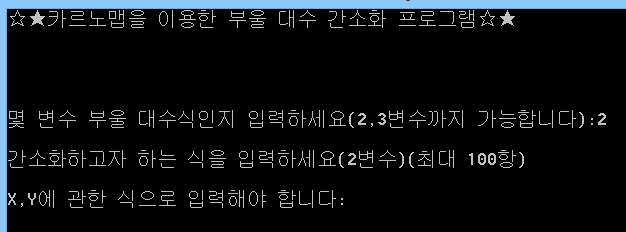 ☆★카르노맵을 이용한 부울 대수 간소화 프로그램☆★
몇 변수 부울 대수식인지 입력하세요(2,3변수까지 가능합니다):2
간소화하고자 하는 식을 입력하세요(2변수)(최대 100항)
X,Y에 관한 식으로 입력해야 합니다: